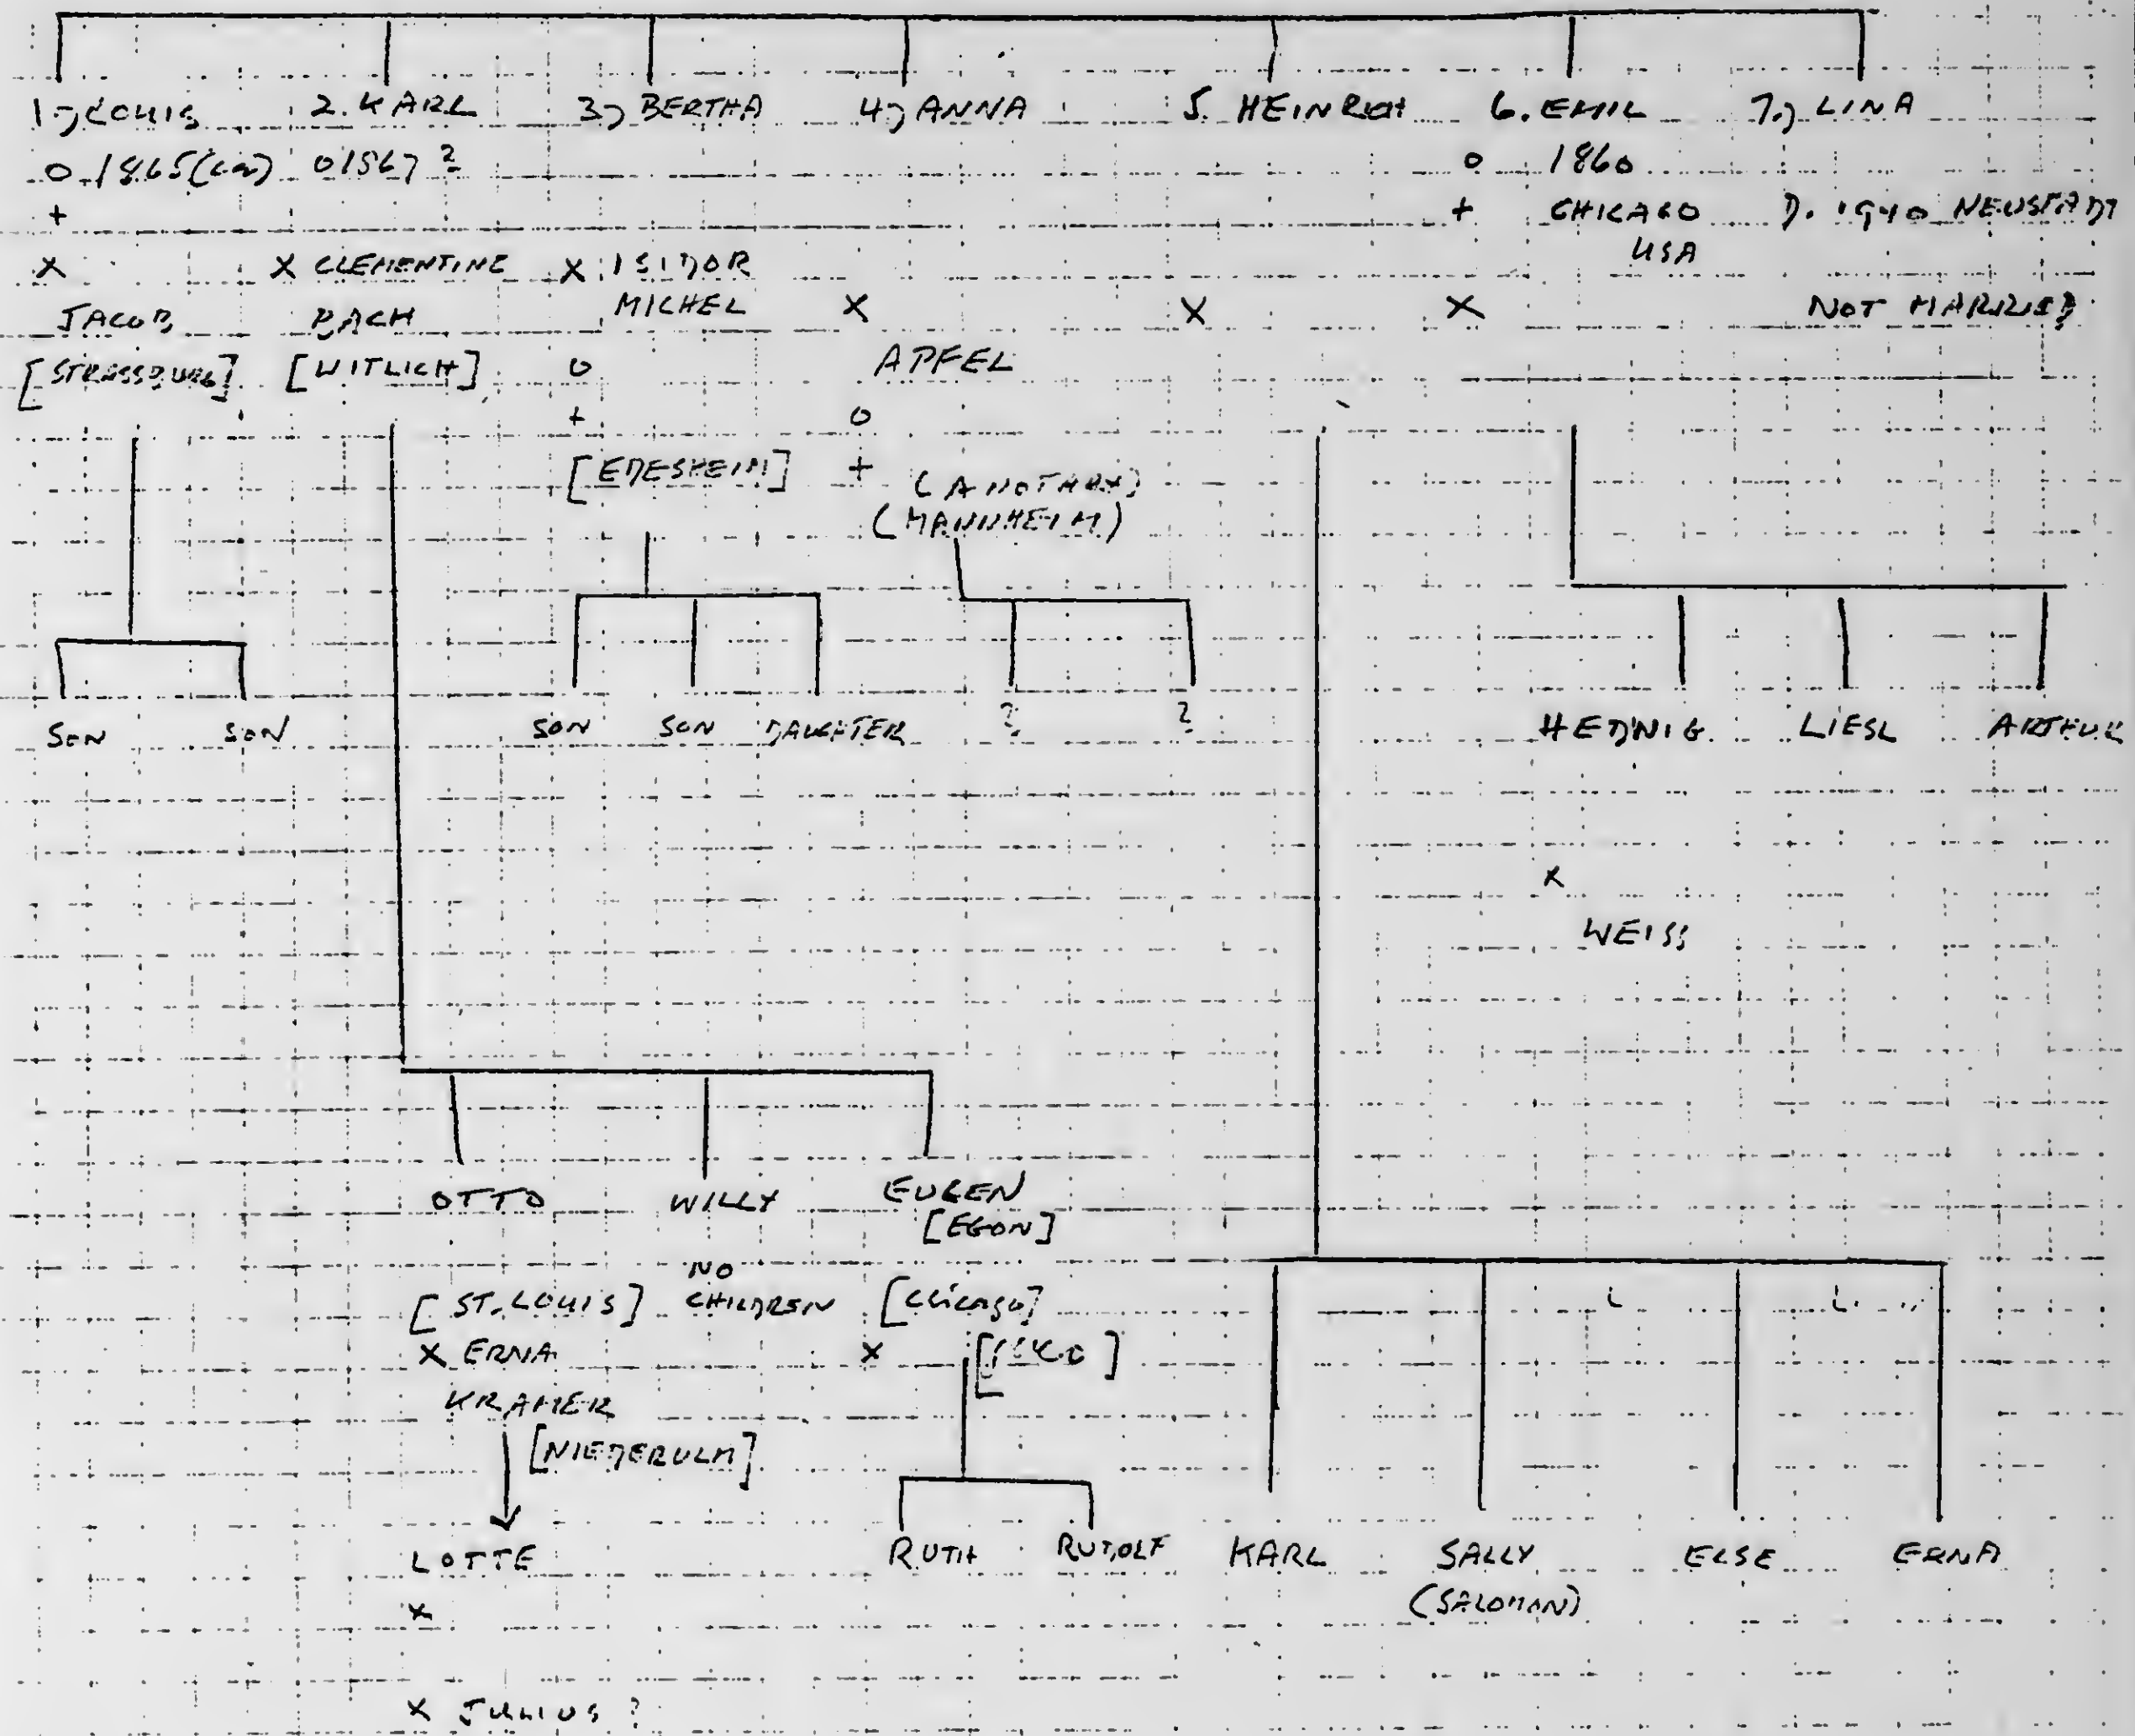 1.) LOUIS 2. KARL 3.) BERTHA 4.) ANNA 5. HEINRICH 6. EMIL 7.) LINA
O 1865 (ca) O 1867 ? o 1860
+ + CHICAGO D. 1940 NEUSTADT
USA
X X CLEMENTINE X ISIDOR
JACOB BACH MICHEL X X X NOT MARRIED
[STRASSBURG] [WITLICH] o APFEL
+ o
[EDESHEIM] +
(MANNHEIM)
SON SON SON SON DAUGHTER ? ? HEDWIG LIESL ARTHUR
X
WEISS
OTTO WILLY EUGEN
[EGON]
NO
[ST. LOUIS] CHILDREN [Chicago]
X ERNA X
KRAMER
[NIEDERULM]
LOTTE RUTH RUDOLF KARL SALLY ELSE ERNA
X (SALOMON)
X JULIUS ?